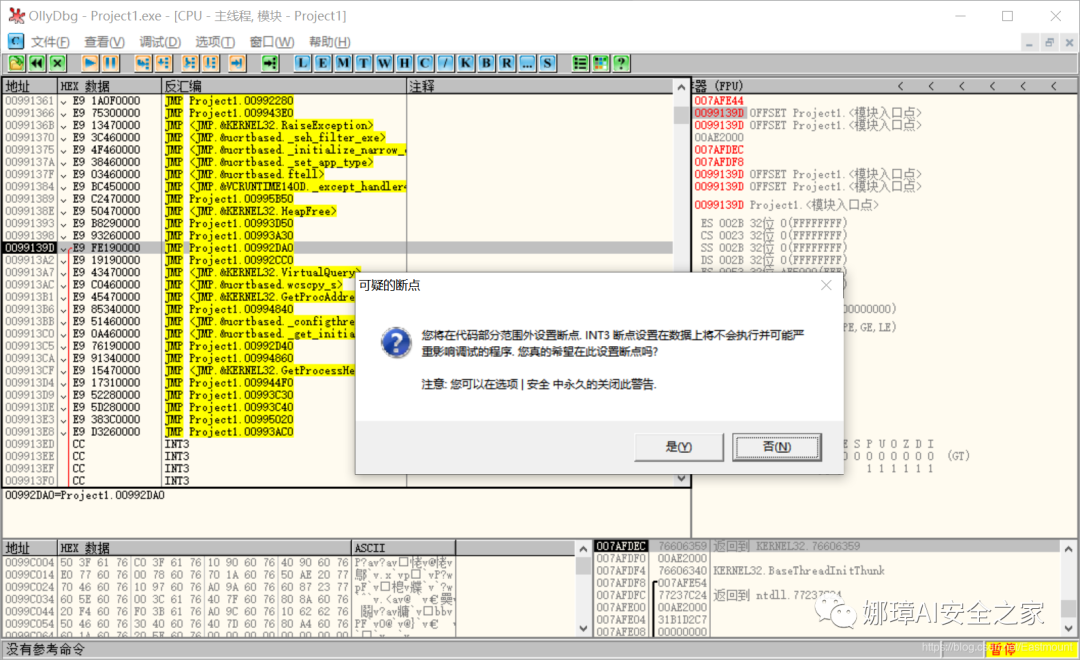 OllyDbg - Project1.exe - [CPU - 主线程, 模块 - Project1]
C 文件(F) 查看(V) 调试(D) 选项(T) 窗口(W) 帮助(H)
L E M T W H C / K B R ... S ?
地址 HEX 数据 反汇编 注释
00991361 E9 1A0F0000 JMP Project1.00992280
00991366 E9 75300000 JMP Project1.009943E0
0099136B E9 13470000 JMP <JMP.&KERNEL32.RaiseException>
00991370 E9 3C460000 JMP <JMP.&ucrtbased._seh_filter_exe>
00991375 E9 4F460000 JMP <JMP.&ucrtbased._initialize_narrow_
0099137A E9 38460000 JMP <JMP.&ucrtbased._set_app_type>
0099137F E9 03460000 JMP <JMP.&ucrtbased.ftell>
00991384 E9 BC450000 JMP <JMP.&VCRUNTIME140D._except_handler4
00991389 E9 C2470000 JMP Project1.00995B50
0099138E E9 50470000 JMP <JMP.&KERNEL32.HeapFree>
00991393 E9 B8290000 JMP Project1.00993D50
00991398 E9 93260000 JMP Project1.00993A30
0099139D E9 FE190000 JMP Project1.00992DA0
009913A2 E9 19190000 JMP Project1.00992CC0
009913A7 E9 43470000 JMP <JMP.&KERNEL32.VirtualQuery>
009913AC E9 C0460000 JMP <JMP.&ucrtbased.wcscpy_s>
009913B1 E9 45470000 JMP <JMP.&KERNEL32.GetProcAddre
009913B6 E9 85340000 JMP Project1.00994840
009913BB E9 51460000 JMP <JMP.&ucrtbased._configthre
009913C0 E9 0A460000 JMP <JMP.&ucrtbased._get_initia
009913C5 E9 76190000 JMP Project1.00992D40
009913CA E9 91340000 JMP Project1.00994860
009913CF E9 15470000 JMP <JMP.&KERNEL32.GetProcessHe
009913D4 E9 17310000 JMP Project1.009944F0
009913D9 E9 52280000 JMP Project1.00993C30
009913DE E9 5D280000 JMP Project1.00993C40
009913E3 E9 383C0000 JMP Project1.00995020
009913E8 E9 D3260000 JMP Project1.00993AC0
009913ED CC INT3
009913EE CC INT3
009913EF CC INT3
009913F0 CC INT3
00992DA0=Project1.00992DA0
器 (FPU) < < < < < <
007AFE44
0099139D OFFSET Project1.<模块入口点>
0099139D OFFSET Project1.<模块入口点>
00AE2000
007AFDEC
007AFDF8
0099139D OFFSET Project1.<模块入口点>
0099139D OFFSET Project1.<模块入口点>
0099139D Project1.<模块入口点>
ES 002B 32位 0(FFFFFFFF)
CS 0023 32位 0(FFFFFFFF)
SS 002B 32位 0(FFFFFFFF)
DS 002B 32位 0(FFFFFFFF)
00000000)
PE,GE,LE)
E S P U O Z D I
0 0 0 0 0 0 0 0 (GT)
1 1 1 1 1 1
可疑的断点
您将在代码部分范围外设置断点. INT3 断点设置在数据上将不会执行并可能严
重影响调试的程序. 您真的希望在此设置断点吗?
注意: 您可以在选项 | 安全 中永久的关闭此警告.
是(Y) 否(N)
地址 HEX 数据 ASCII
0099C004 50 3F 61 76 C0 3F 61 76 10 90 60 76 40 90 60 76
0099C014 E0 77 60 76 00 78 60 76 70 1A 60 76 50 AE 20 77
0099C024 70 46 60 76 10 97 60 76 A0 9A 60 76 60 87 23 77
0099C034 60 5E 60 76 00 3C 61 76 40 7F 60 76 80 8A 60 76
0099C044 20 F4 60 76 F0 3B 61 76 A0 9C 60 76 10 62 62 76
0099C054 50 46 60 76 30 40 60 76 40 7D 60 76 80 A4 60 76
007AFDEC 76606359 返回到 KERNEL32.76606359
007AFDF0 00AE2000
007AFDF4 76606340 KERNEL32.BaseThreadInitThunk
007AFDF8 007AFE54
007AFDFC 77237C24 返回到 ntdll.77237C24
007AFE00 00AE2000
007AFE04 31B1D2C7
007AFE08 00000000
娜璋AI安全之家
没有参考命令
暂停